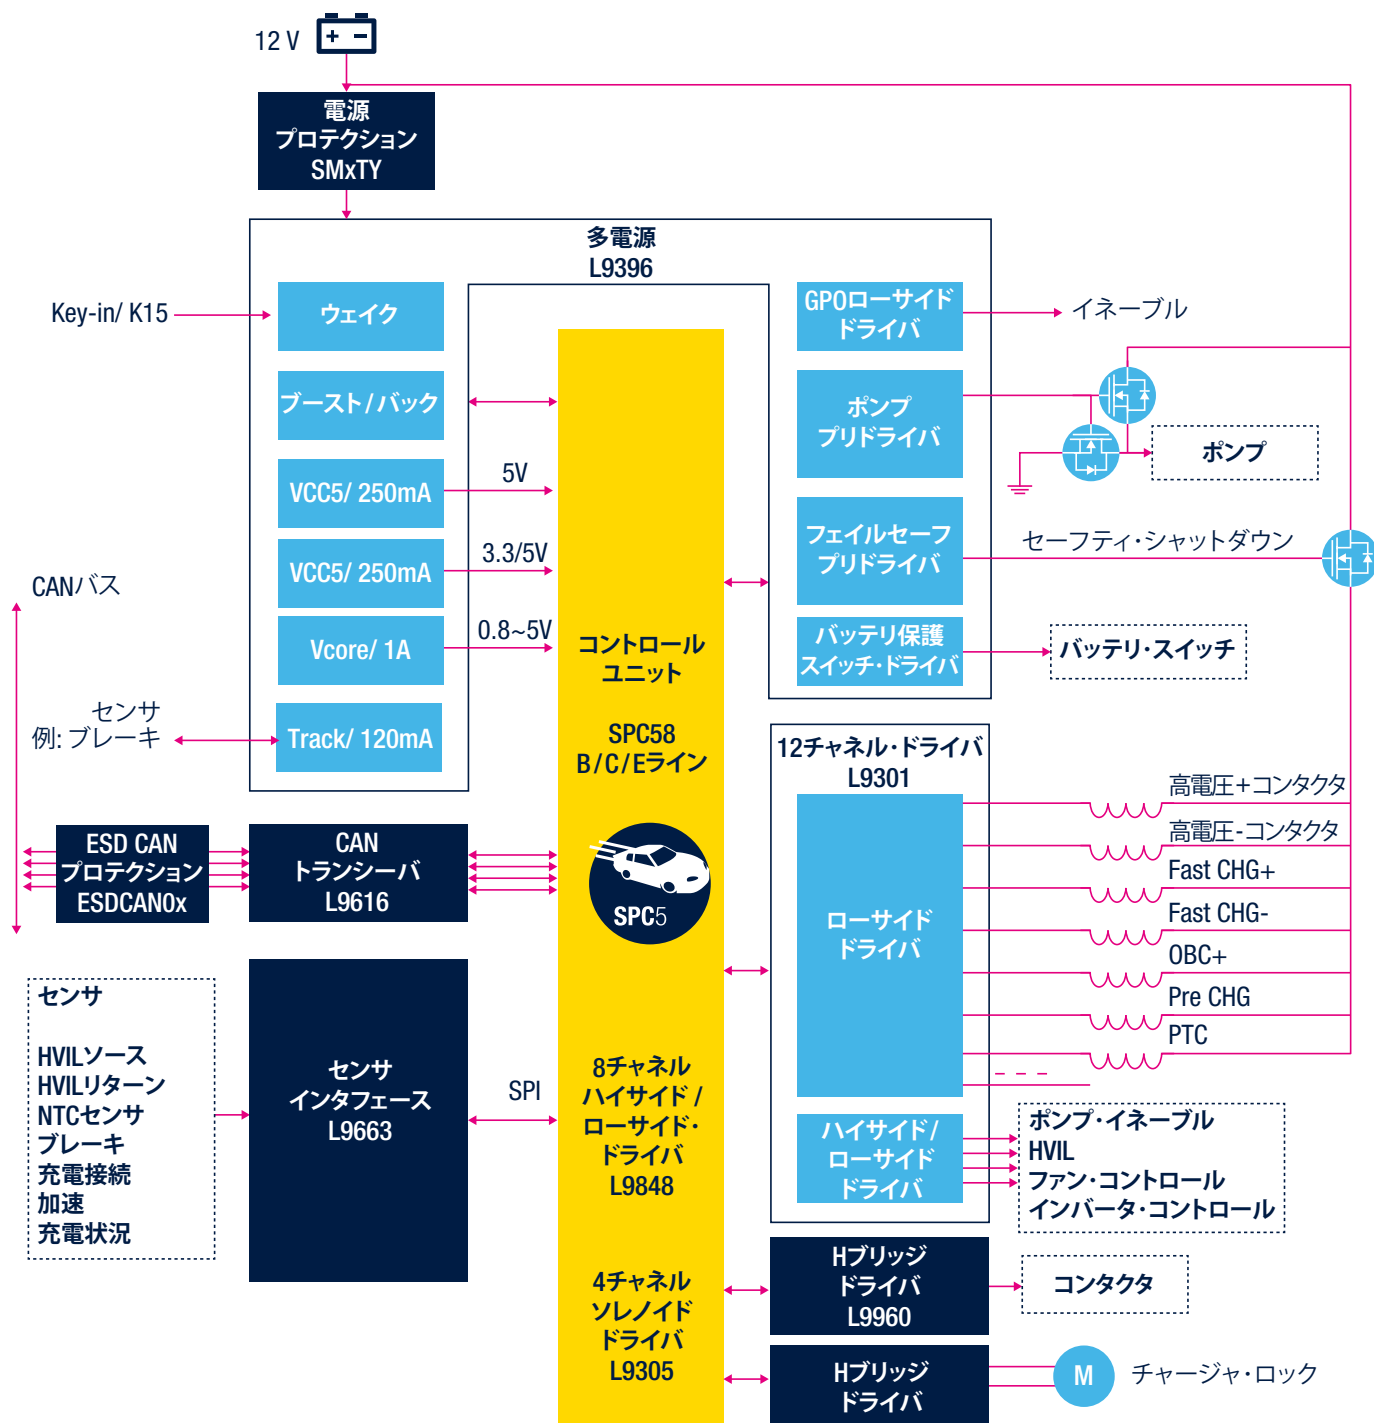 12 V
電源
プロテクション
SMxTY
多電源
L9396
Key-in/ K15
ウェイク
ブースト/バック
VCC5/ 250mA
5V
VCC5/ 250mA
3.3/5V
Vcore/ 1A
0.8~5V
Track/ 120mA
CANバス
センサ
例: ブレーキ
GPOローサイド
ドライバ
イネーブル
ポンプ
プリドライバ
ポンプ
フェイルセーフ
プリドライバ
セーフティ・シャットダウン
バッテリ保護
スイッチ・ドライバ
バッテリ・スイッチ
コントロール
ユニット
SPC58
B/C/Eライン
SPC5
8チャネル
ハイサイド /
ローサイド・
ドライバ
L9848
4チャネル
ソレノイド
ドライバ
L9305
ESD CAN
プロテクション
ESDCAN0x
CAN
トランシーバ
L9616
センサ
HVILソース
HVILリターン
NTCセンサ
ブレーキ
充電接続
加速
充電状況
センサ
インタフェース
L9663
SPI
12チャネル・ドライバ
L9301
ローサイド
ドライバ
高電圧+コンタクタ
高電圧-コンタクタ
Fast CHG+
Fast CHG-
OBC+
Pre CHG
PTC
ハイサイド/
ローサイド
ドライバ
ポンプ・イネーブル
HVIL
ファン・コントロール
インバータ・コントロール
Hブリッジ
ドライバ
L9960
コンタクタ
Hブリッジ
ドライバ
M
チャージャ・ロック